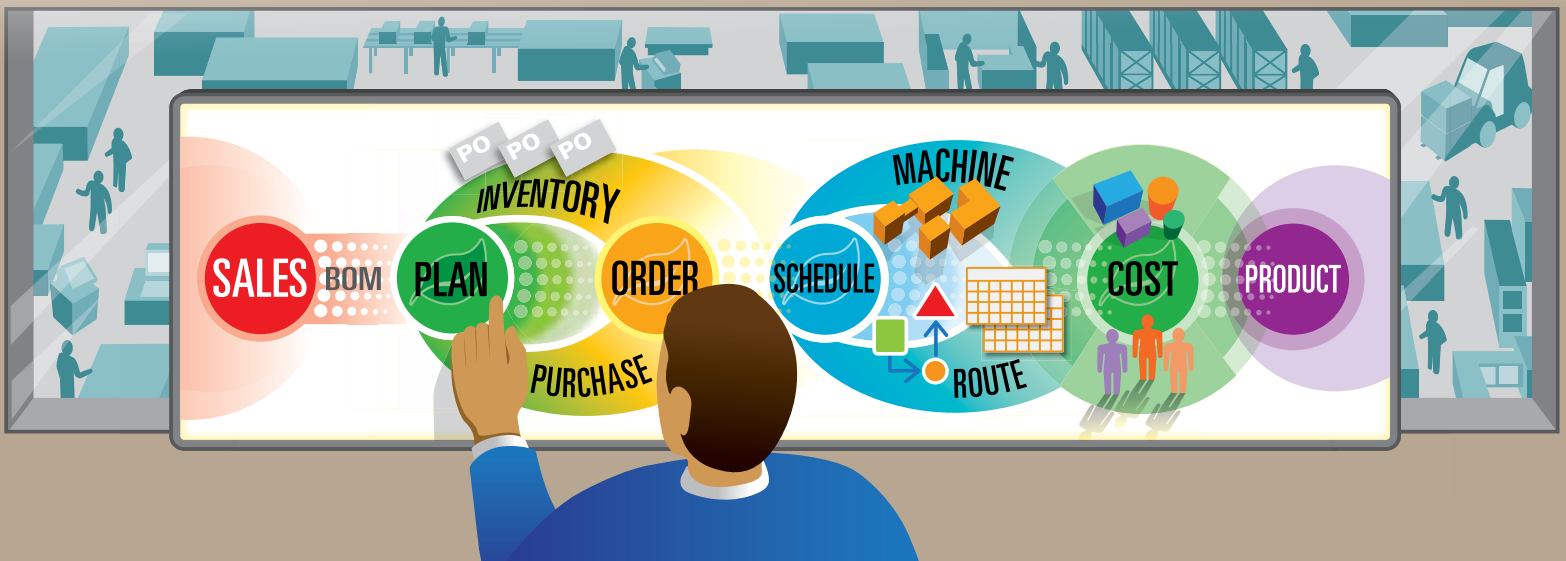 PO PO PO
INVENTORY
MACHINE
SALES
BOM
PLAN
ORDER
SCHEDULE
COST
PRODUCT
PURCHASE
ROUTE